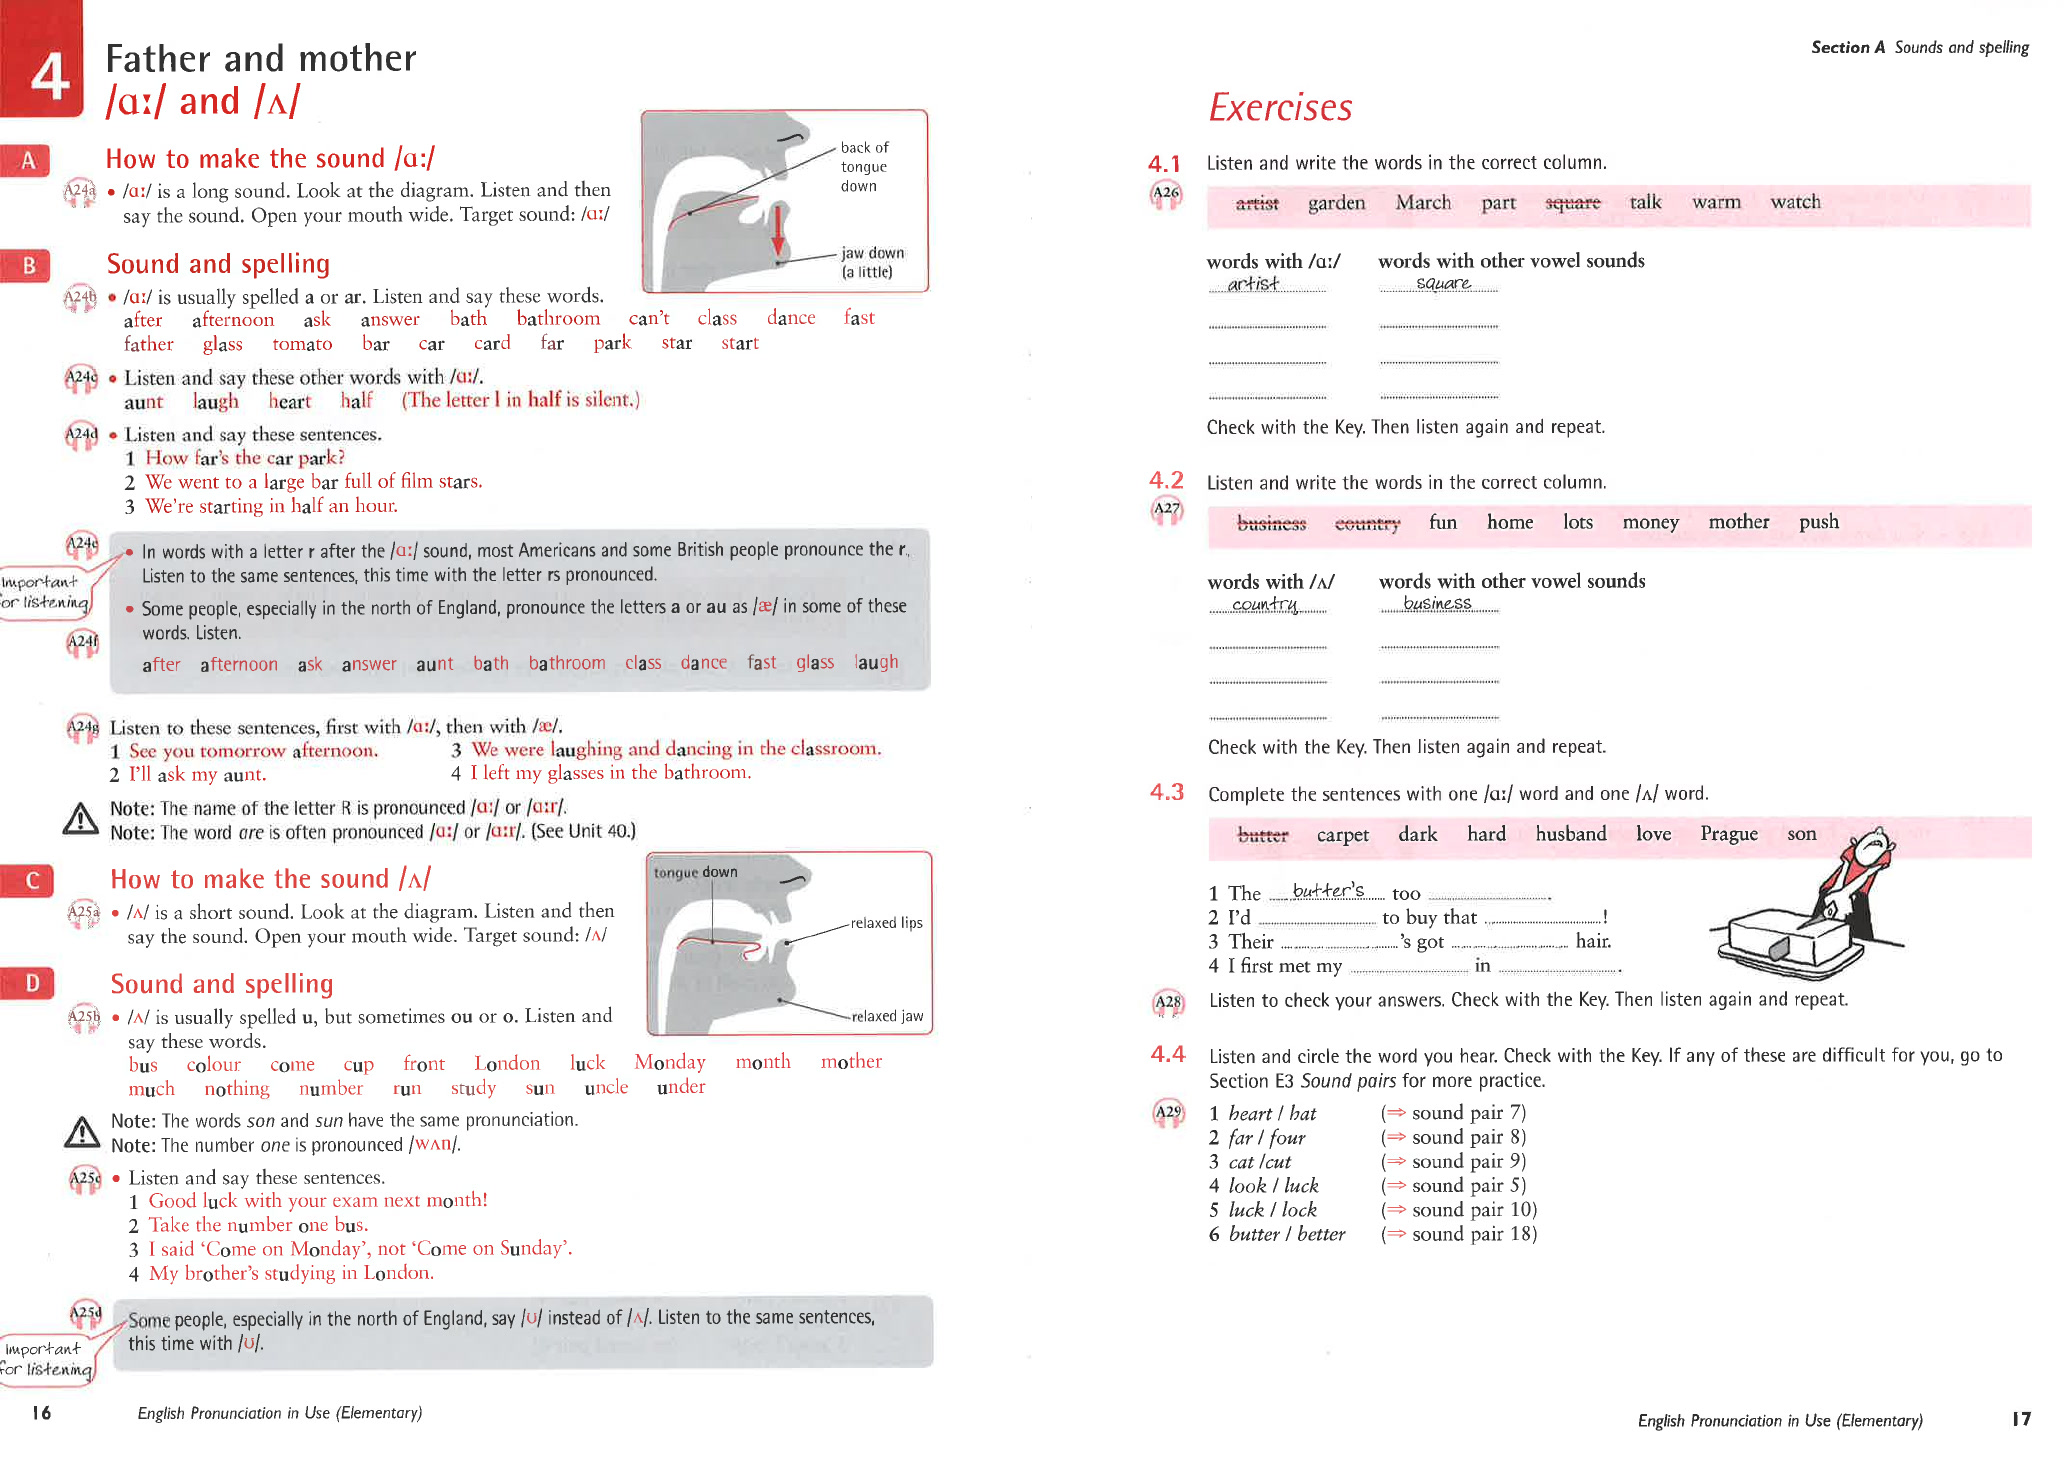 4
Father and mother
/ɑː/ and /ʌ/
A
How to make the sound /ɑː/
A24a
• /ɑː/ is a long sound. Look at the diagram. Listen and then
say the sound. Open your mouth wide. Target sound: /ɑː/
back of
tongue
down
jaw down
(a little)
B
Sound and spelling
A24b
• /ɑː/ is usually spelled a or ar. Listen and say these words.
after afternoon ask answer bath bathroom can't class dance fast
father glass tomato bar car card far park star start
A24c
• Listen and say these other words with /ɑː/.
aunt laugh heart half (The letter l in half is silent.)
A24d
• Listen and say these sentences.
1 How far's the car park?
2 We went to a large bar full of film stars.
3 We're starting in half an hour.
A24e
important
for listening
• In words with a letter r after the /ɑː/ sound, most Americans and some British people pronounce the r.
Listen to the same sentences, this time with the letter rs pronounced.
• Some people, especially in the north of England, pronounce the letters a or au as /æ/ in some of these
words. Listen.
A24f
after afternoon ask answer aunt bath bathroom class dance fast glass laugh
A24g
Listen to these sentences, first with /ɑː/, then with /æ/.
1 See you tomorrow afternoon. 3 We were laughing and dancing in the classroom.
2 I'll ask my aunt. 4 I left my glasses in the bathroom.
Note: The name of the letter R is pronounced /ɑː/ or /ɑːr/.
Note: The word are is often pronounced /ɑː/ or /ɑːr/. (See Unit 40.)
C
How to make the sound /ʌ/
A25a
• /ʌ/ is a short sound. Look at the diagram. Listen and then
say the sound. Open your mouth wide. Target sound: /ʌ/
tongue down
relaxed lips
relaxed jaw
D
Sound and spelling
A25b
• /ʌ/ is usually spelled u, but sometimes ou or o. Listen and
say these words.
bus colour come cup front London luck Monday month mother
much nothing number run study sun uncle under
Note: The words son and sun have the same pronunciation.
Note: The number one is pronounced /wʌn/.
A25c
• Listen and say these sentences.
1 Good luck with your exam next month!
2 Take the number one bus.
3 I said 'Come on Monday', not 'Come on Sunday'.
4 My brother's studying in London.
A25d
important
for listening
Some people, especially in the north of England, say /ʊ/ instead of /ʌ/. Listen to the same sentences,
this time with /ʊ/.
16
English Pronunciation in Use (Elementary)
Section A Sounds and spelling
Exercises
4.1 Listen and write the words in the correct column.
A26
artist garden March part square talk warm watch
words with /ɑː/ words with other vowel sounds
artist square
Check with the Key. Then listen again and repeat.
4.2 Listen and write the words in the correct column.
A27
business country fun home lots money mother push
words with /ʌ/ words with other vowel sounds
country business
Check with the Key. Then listen again and repeat.
4.3 Complete the sentences with one /ɑː/ word and one /ʌ/ word.
butter carpet dark hard husband love Prague son
1 The butter's too .
2 I'd to buy that !
3 Their 's got hair.
4 I first met my in .
A28
Listen to check your answers. Check with the Key. Then listen again and repeat.
4.4 Listen and circle the word you hear. Check with the Key. If any of these are difficult for you, go to
Section E3 Sound pairs for more practice.
A29
1 heart / hat (⇒ sound pair 7)
2 far / four (⇒ sound pair 8)
3 cat /cut (⇒ sound pair 9)
4 look / luck (⇒ sound pair 5)
5 luck / lock (⇒ sound pair 10)
6 butter / better (⇒ sound pair 18)
English Pronunciation in Use (Elementary)
17